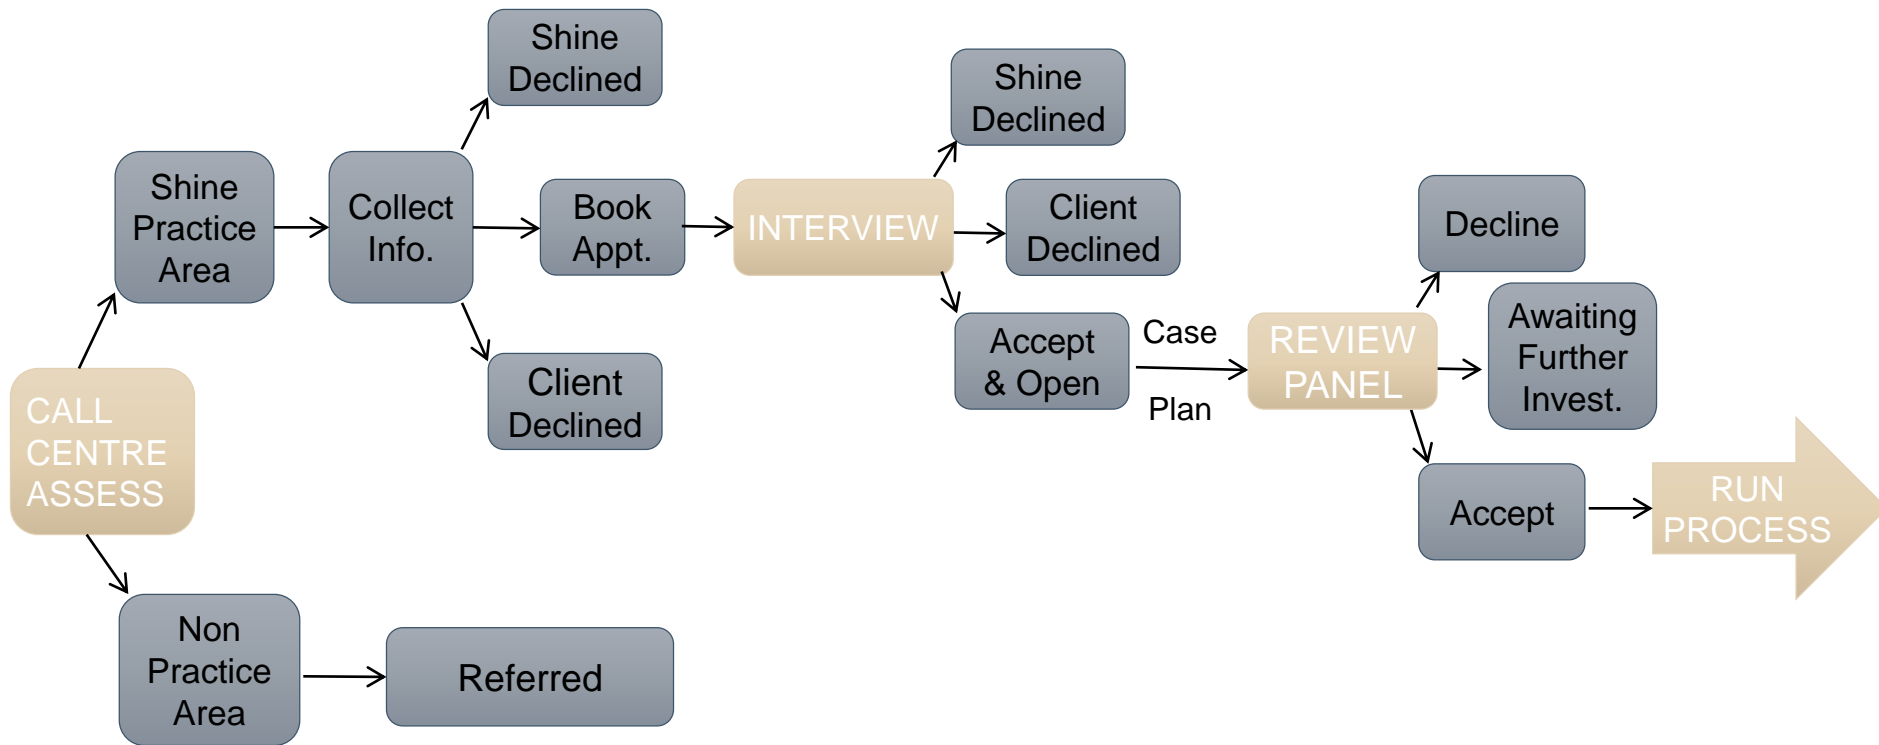 CALL
CENTRE
ASSESS
Shine
Practice
Area
Collect
Info.
Shine
Declined
Book
Appt.
Client
Declined
Non
Practice
Area
Referred
INTERVIEW
Shine
Declined
Client
Declined
Accept
& Open
Case
Plan
REVIEW
PANEL
Decline
Awaiting
Further
Invest.
Accept
RUN
PROCESS